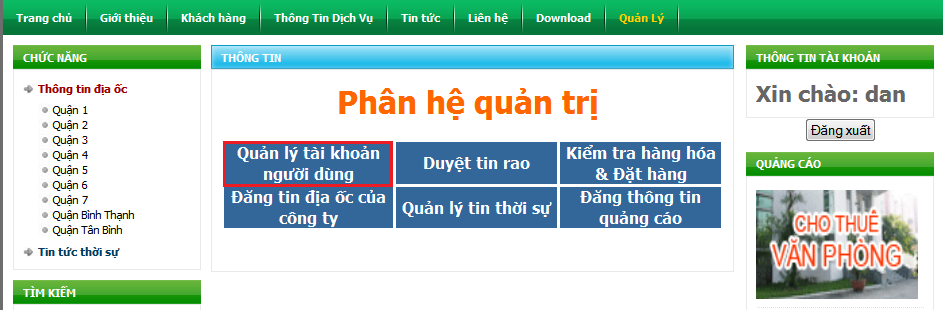 Trang chủ
Giới thiệu
Khách hàng
Thông Tin Dịch Vụ
Tin tức
Liên hệ
Download
Quản Lý
CHỨC NĂNG
Thông tin địa ốc
Quận 1
Quận 2
Quận 3
Quận 4
Quận 5
Quận 6
Quận 7
Quận Bình Thạnh
Quận Tân Bình
Tin tức thời sự
TÌM KIẾM
THÔNG TIN
Phân hệ quản trị
Quản lý tài khoản
người dùng
Duyệt tin rao
Kiểm tra hàng hóa
& Đặt hàng
Đăng tin địa ốc của
công ty
Quản lý tin thời sự
Đăng thông tin
quảng cáo
THÔNG TIN TÀI KHOẢN
Xin chào: dan
Đăng xuất
QUẢNG CÁO
CHO THUÊ
VĂN PHÒNG